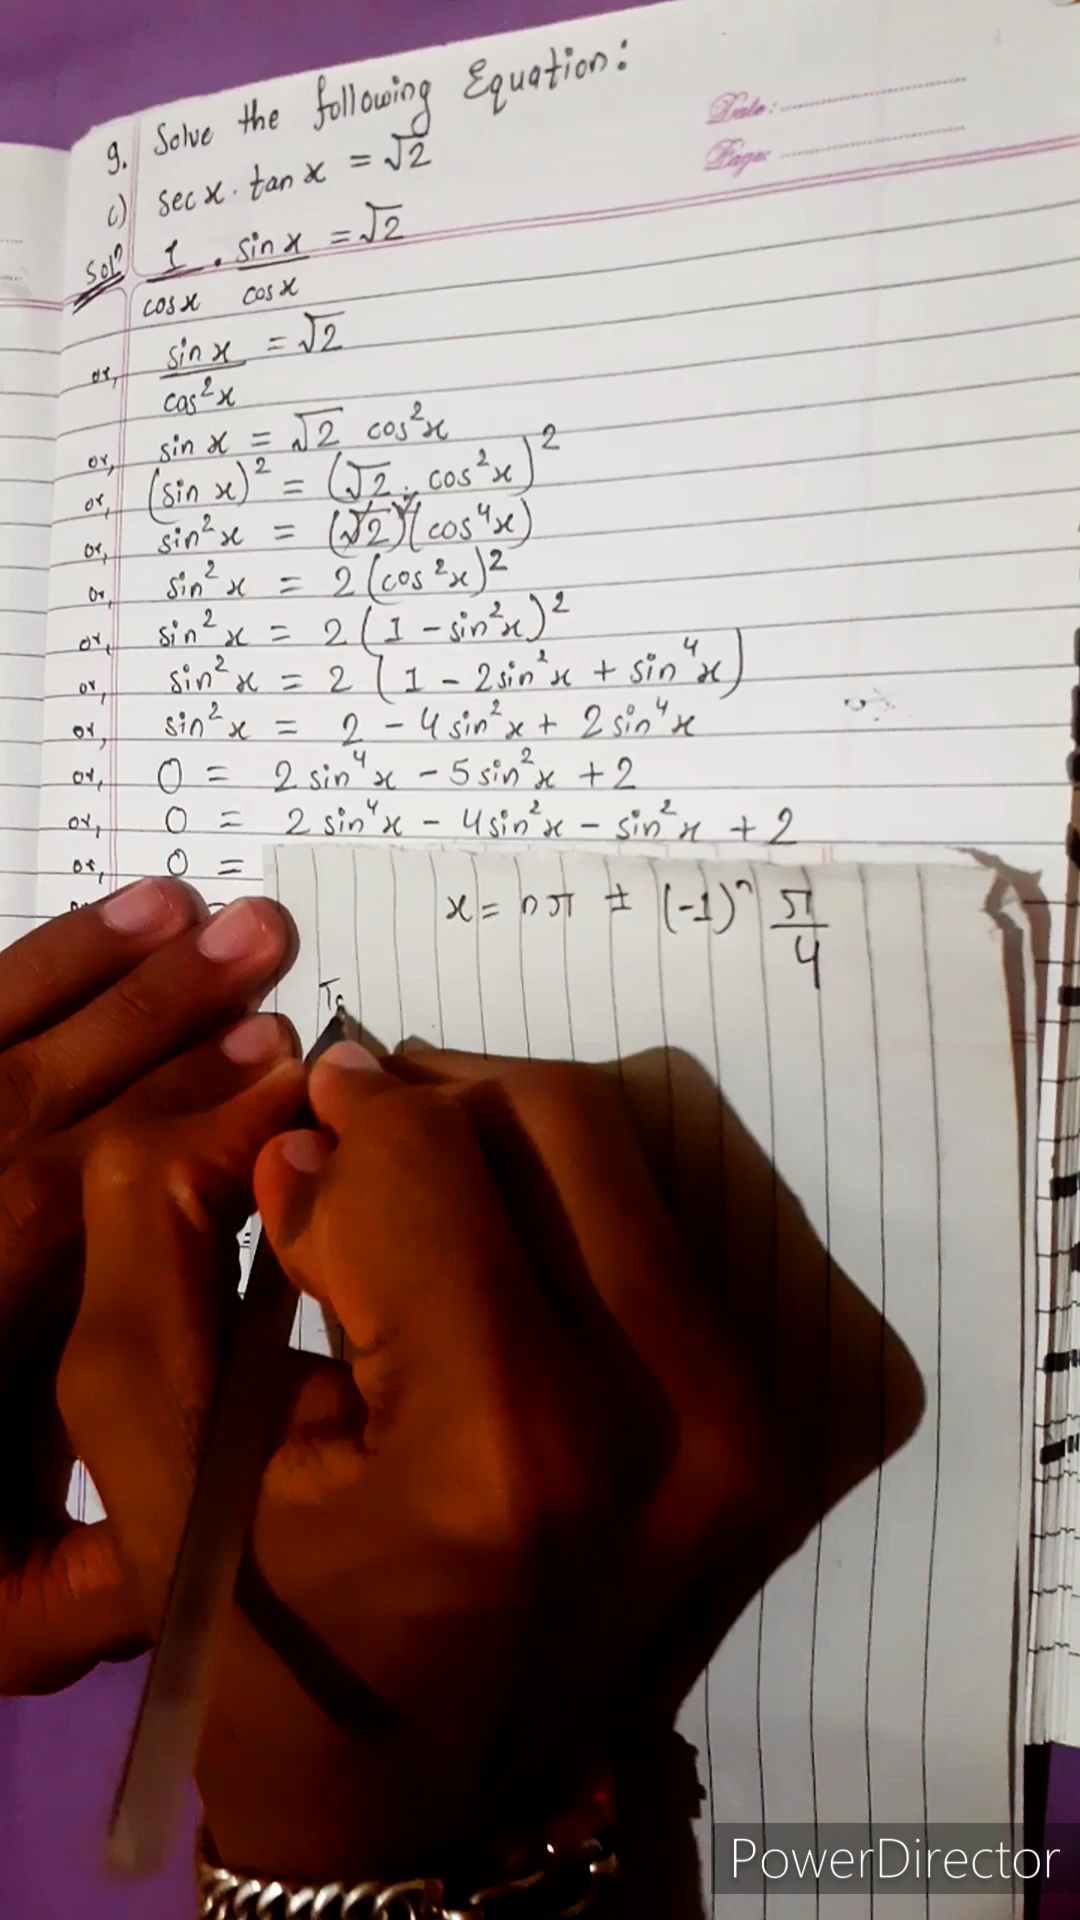 9. Solve the following Equation:
Date:
Page:
c) sec x . tan x = √2
Solⁿ 1/cos x . sin x/cos x = √2
or, sin x/cos²x = √2
or, sin x = √2 cos²x
or, (sin x)² = (√2 . cos²x)²
or, sin²x = (√2)²(cos⁴x)
or, sin²x = 2(cos²x)²
or, sin²x = 2(1 - sin²x)²
or, sin²x = 2(1 - 2sin²x + sin⁴x)
or, sin²x = 2 - 4sin²x + 2sin⁴x
or, 0 = 2sin⁴x - 5sin²x + 2
or, 0 = 2sin⁴x - 4sin²x - sin²x + 2
or, 0 =
x = nπ ± (-1)ⁿ π/4
PowerDirector